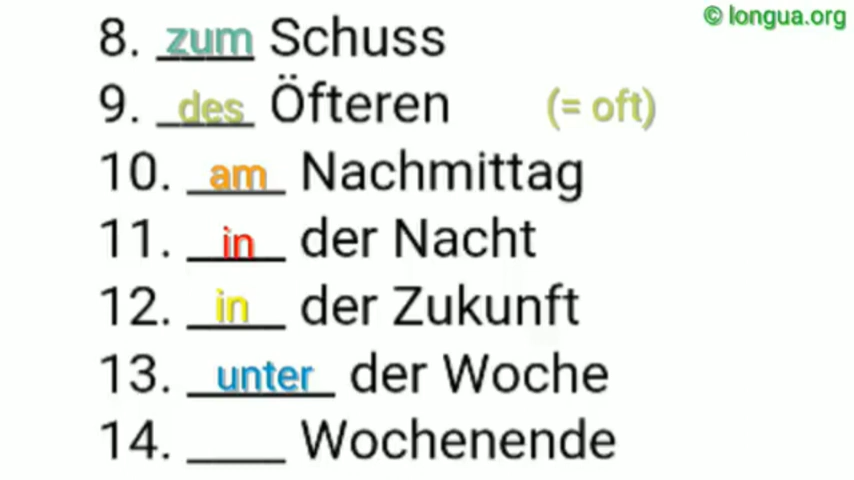 © longua.org
8. zum Schuss
9. des Öfteren (= oft)
10. am Nachmittag
11. in der Nacht
12. in der Zukunft
13. unter der Woche
14. ____ Wochenende